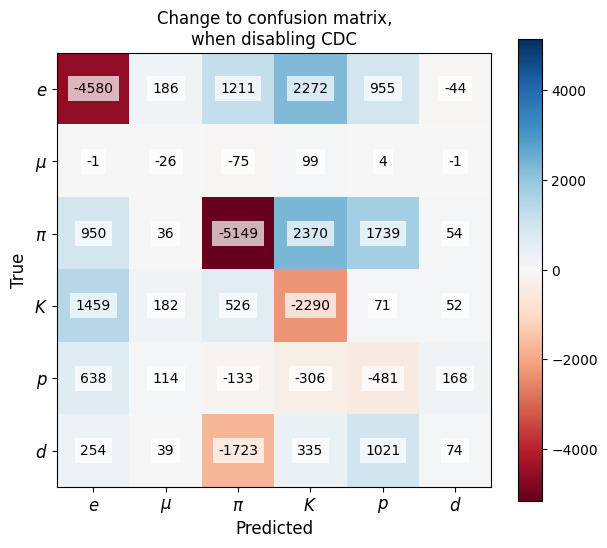 Change to confusion matrix,
when disabling CDC
e -4580 186 1211 2272 955 -44
μ -1 -26 -75 99 4 -1
π 950 36 -5149 2370 1739 54
K 1459 182 526 -2290 71 52
p 638 114 -133 -306 -481 168
d 254 39 -1723 335 1021 74
e μ π K p d
Predicted
True
4000
2000
0
−2000
−4000